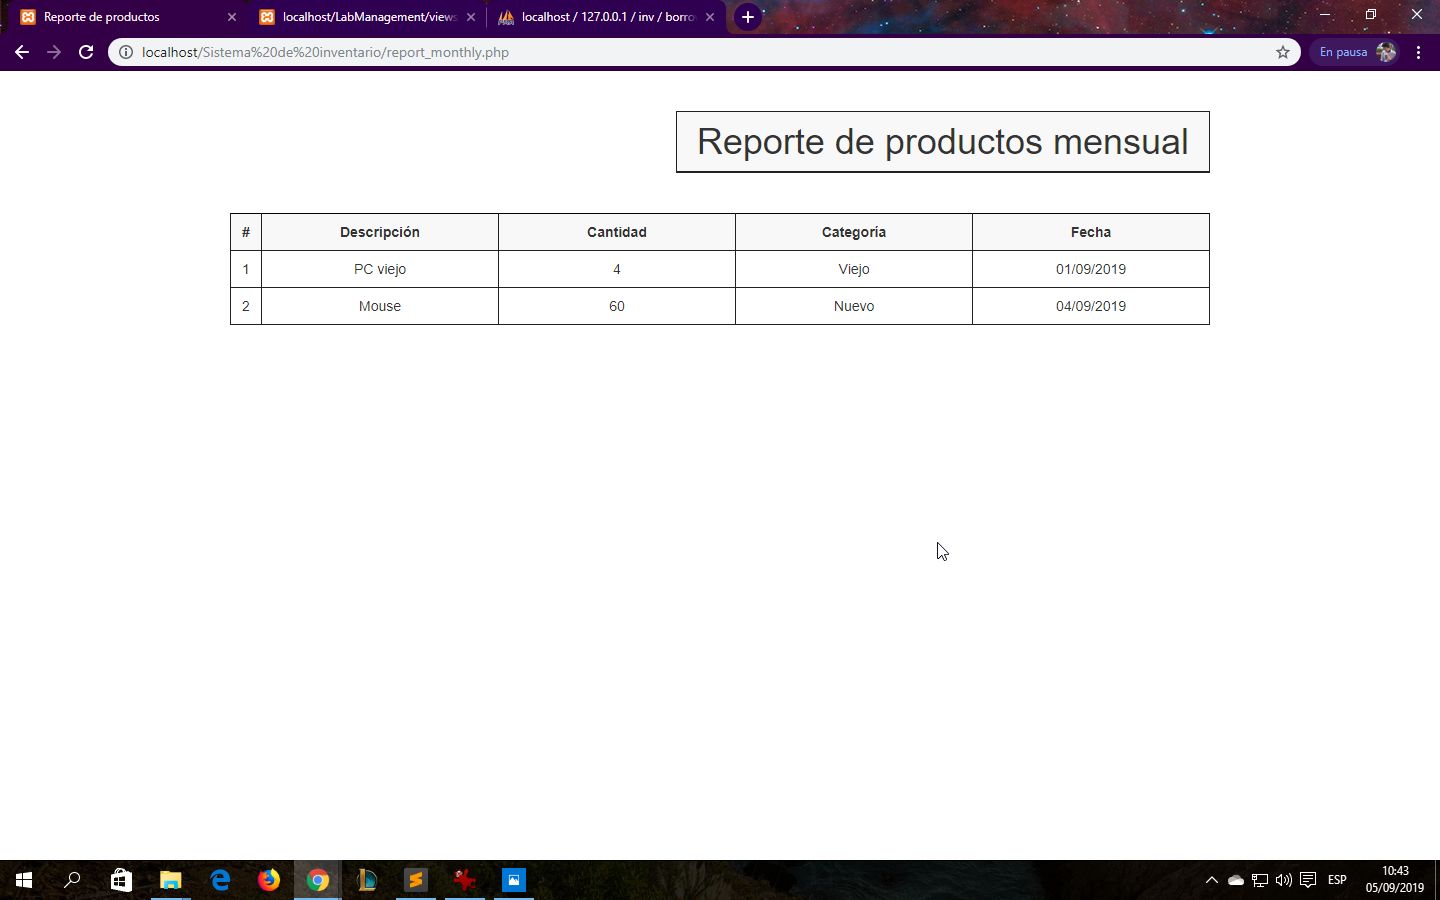 Reporte de productos
localhost/LabManagement/views
localhost / 127.0.0.1 / inv / borro
localhost/Sistema%20de%20inventario/report_monthly.php
En pausa
Reporte de productos mensual
# Descripción Cantidad Categoría Fecha
1 PC viejo 4 Viejo 01/09/2019
2 Mouse 60 Nuevo 04/09/2019
ESP
10:43
05/09/2019